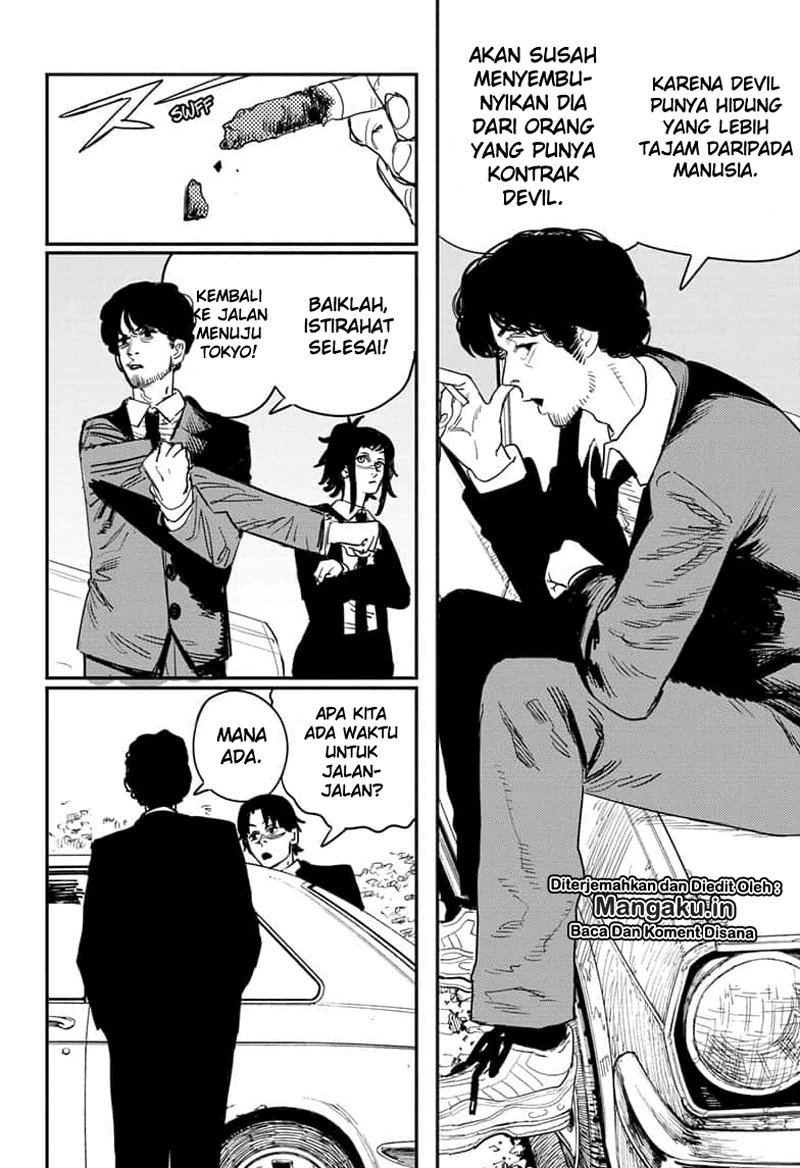 KARENA DEVIL
PUNYA HIDUNG
YANG LEBIH
TAJAM DARIPADA
MANUSIA.
AKAN SUSAH
MENYEMBU-
NYIKAN DIA
DARI ORANG
YANG PUNYA
KONTRAK
DEVIL.
SWFF
BAIKLAH,
ISTIRAHAT
SELESAI!
KEMBALI
KE JALAN
MENUJU
TOKYO!
APA KITA
ADA WAKTU
UNTUK
JALAN-
JALAN?
MANA
ADA.
Diterjemahkan dan Diedit Oleh :
Mangaku.in
Baca Dan Koment Disana